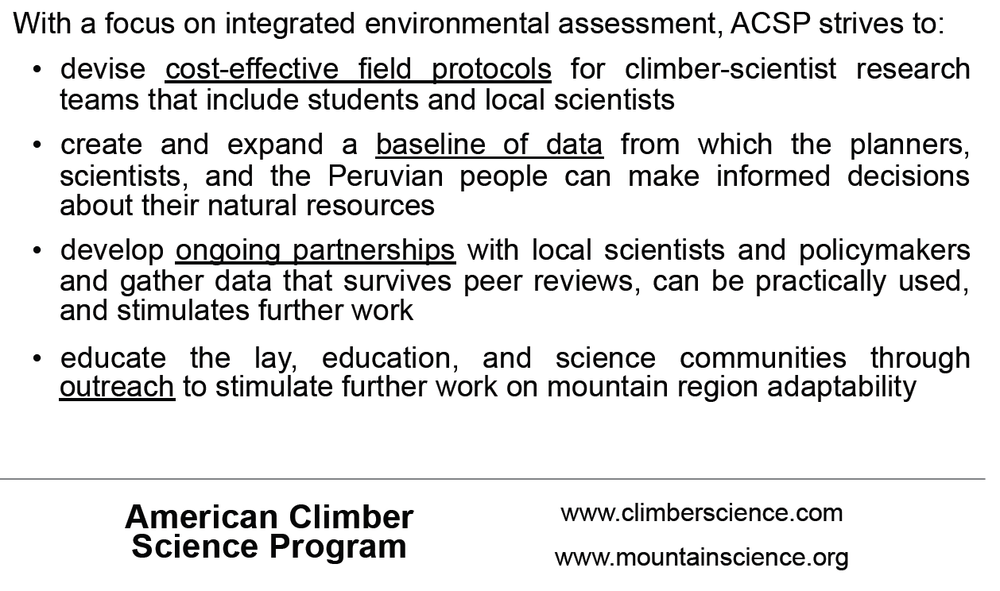 With a focus on integrated environmental assessment, ACSP strives to:
• devise cost-effective field protocols for climber-scientist research
teams that include students and local scientists
• create and expand a baseline of data from which the planners,
scientists, and the Peruvian people can make informed decisions
about their natural resources
• develop ongoing partnerships with local scientists and policymakers
and gather data that survives peer reviews, can be practically used,
and stimulates further work
• educate the lay, education, and science communities through
outreach to stimulate further work on mountain region adaptability
American Climber
Science Program
www.climberscience.com
www.mountainscience.org